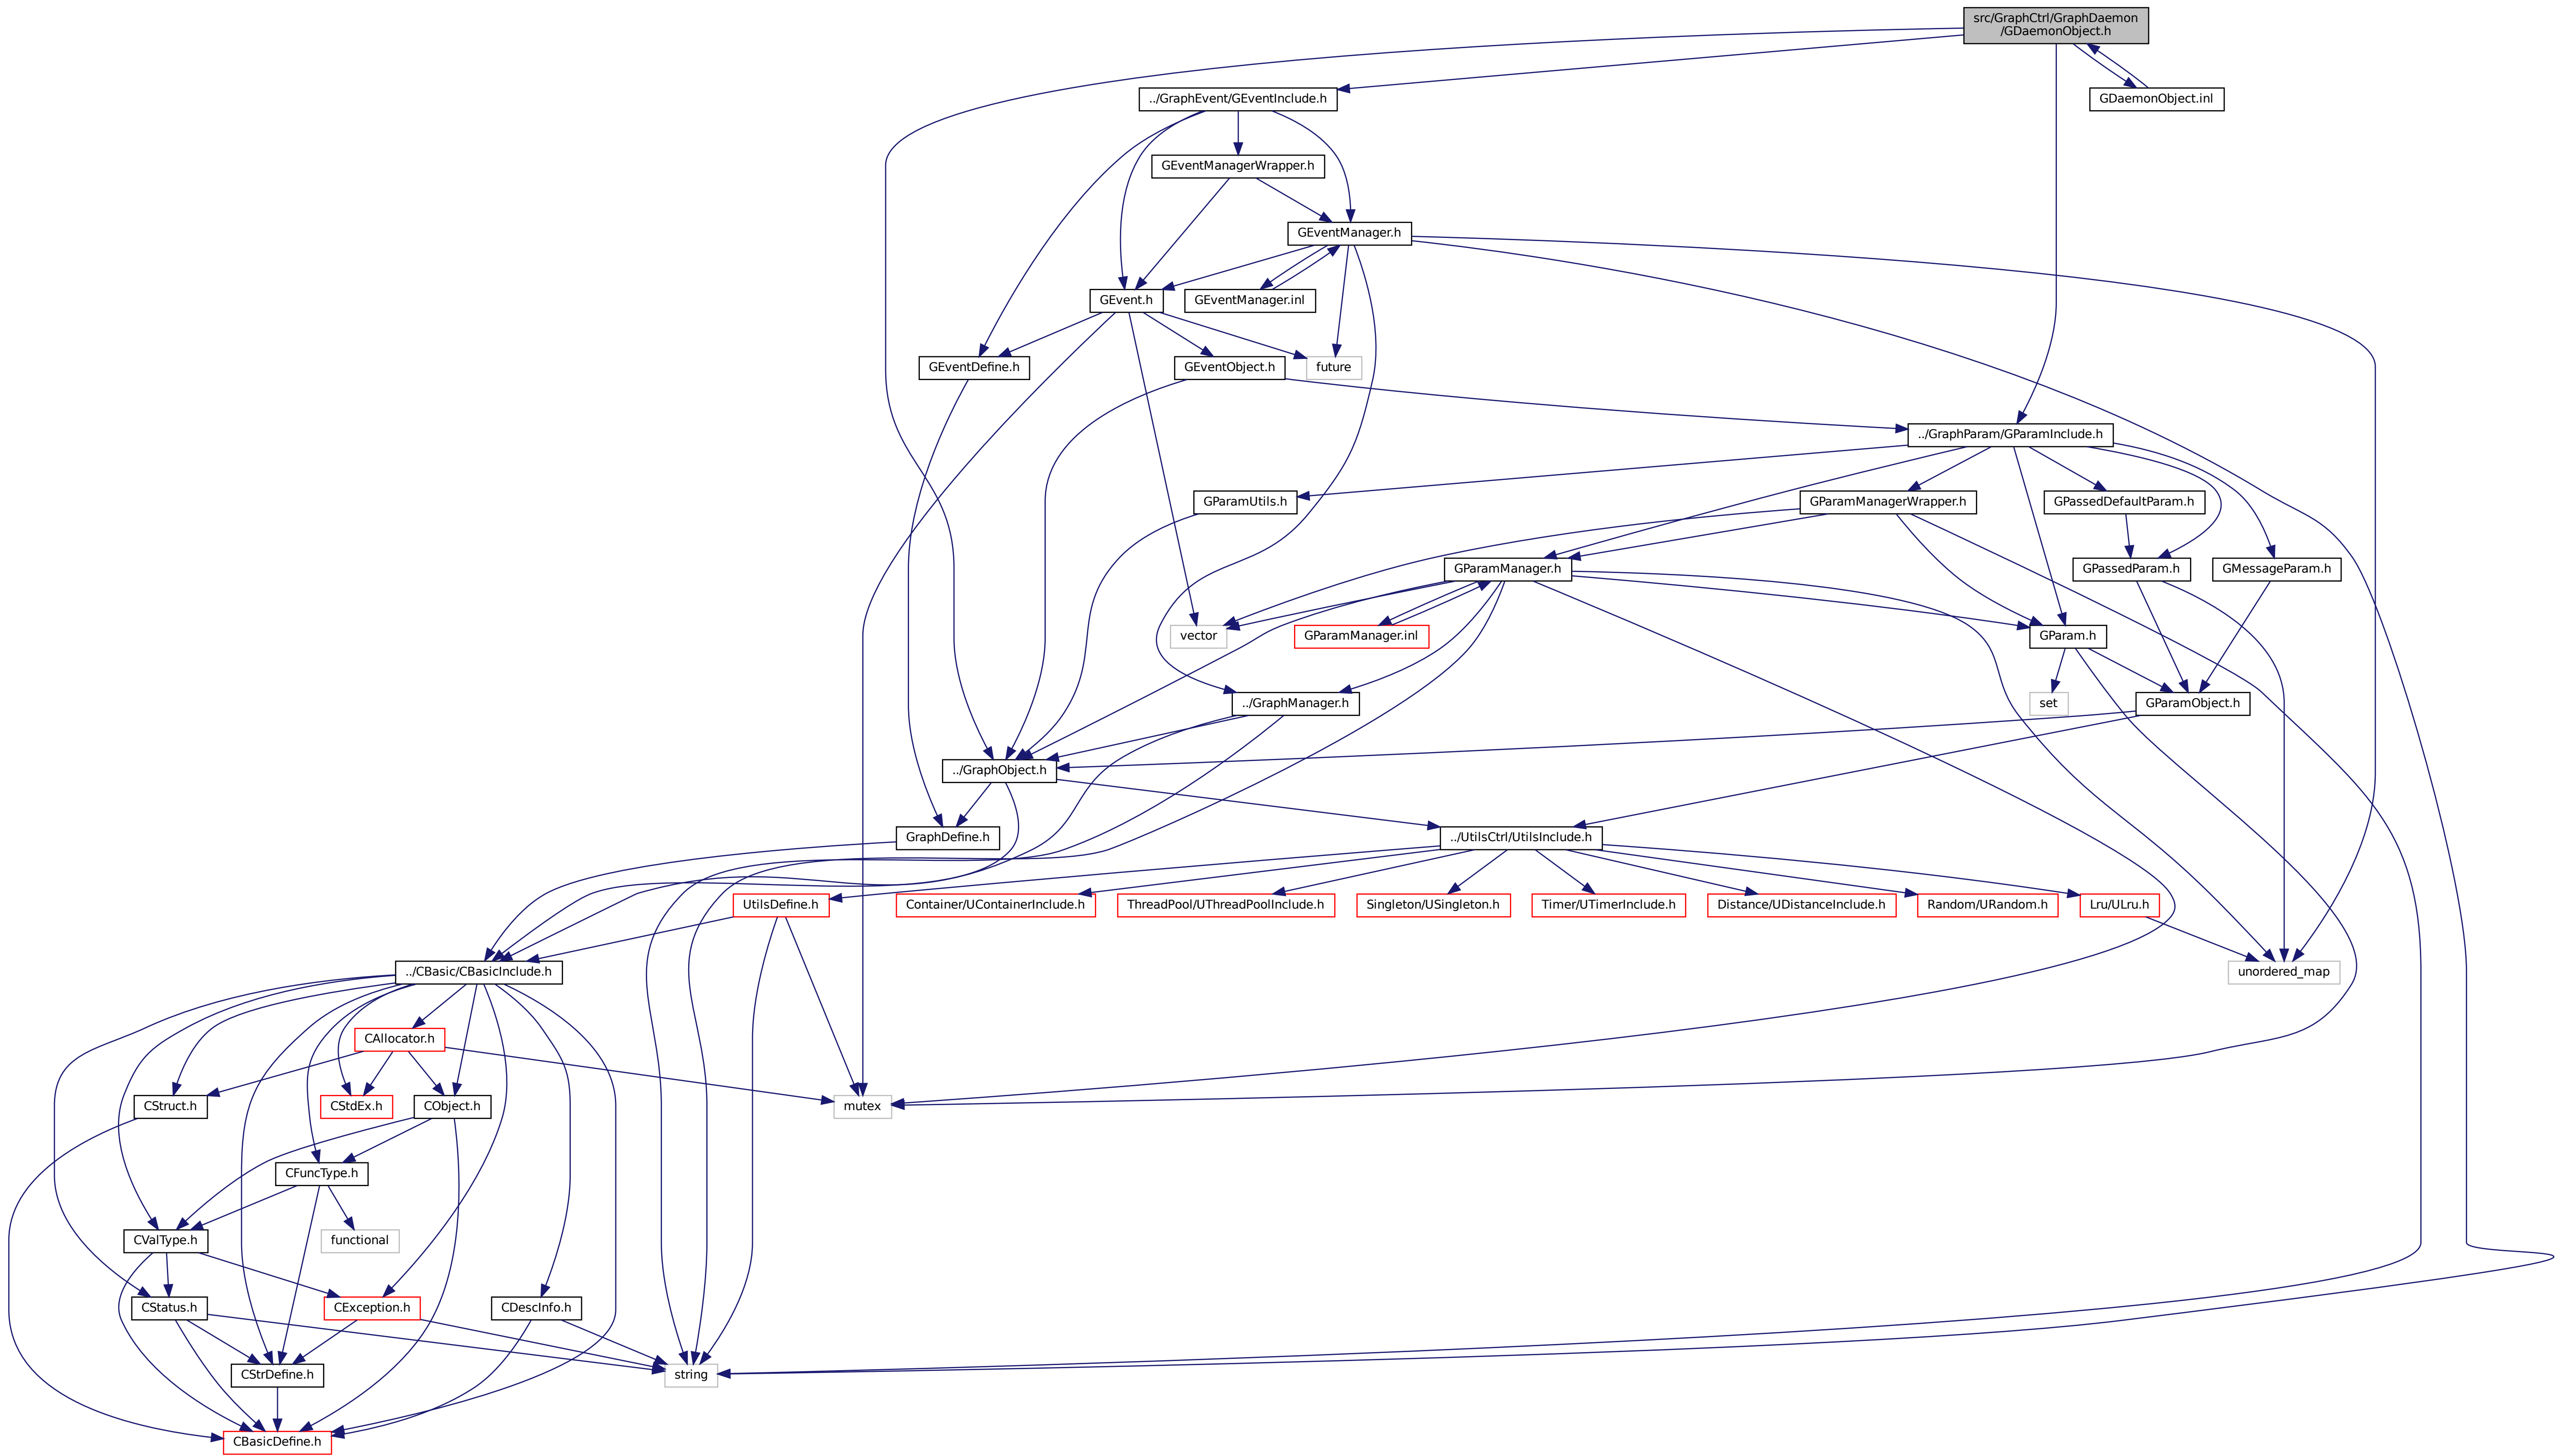 src/GraphCtrl/GraphDaemon
/GDaemonObject.h
../GraphEvent/GEventInclude.h
GDaemonObject.inl
GEventManagerWrapper.h
GEventManager.h
GEvent.h
GEventManager.inl
GEventDefine.h
GEventObject.h
future
../GraphParam/GParamInclude.h
GParamUtils.h
GParamManagerWrapper.h
GPassedDefaultParam.h
GParamManager.h
GPassedParam.h
GMessageParam.h
vector
GParamManager.inl
GParam.h
../GraphManager.h
set
GParamObject.h
../GraphObject.h
GraphDefine.h
../UtilsCtrl/UtilsInclude.h
UtilsDefine.h
Container/UContainerInclude.h
ThreadPool/UThreadPoolInclude.h
Singleton/USingleton.h
Timer/UTimerInclude.h
Distance/UDistanceInclude.h
Random/URandom.h
Lru/ULru.h
../CBasic/CBasicInclude.h
unordered_map
CAllocator.h
CStruct.h
CStdEx.h
CObject.h
mutex
CFuncType.h
CValType.h
functional
CStatus.h
CException.h
CDescInfo.h
CStrDefine.h
string
CBasicDefine.h